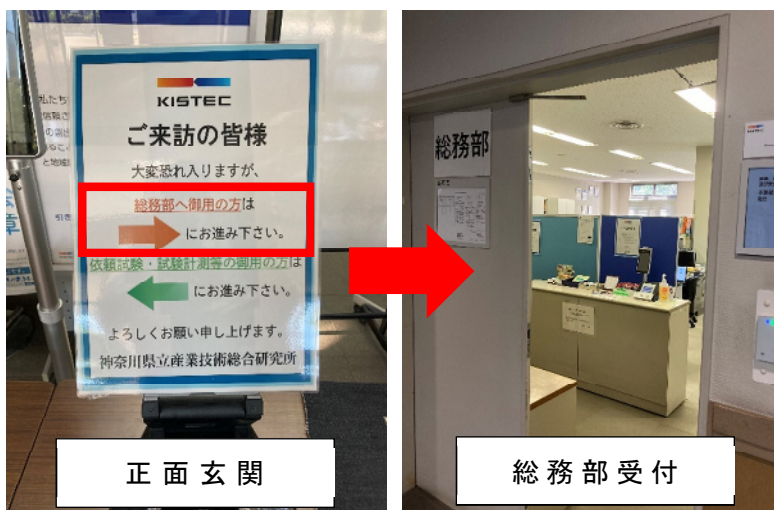 KISTEC
ご来訪の皆様
大変恐れ入りますが、
総務部へ御用の方は
にお進み下さい。
依頼試験・試験計測等の御用の方は
にお進み下さい。
よろしくお願い申し上げます。
神奈川県立産業技術総合研究所
正面玄関
総務部
総務部受付